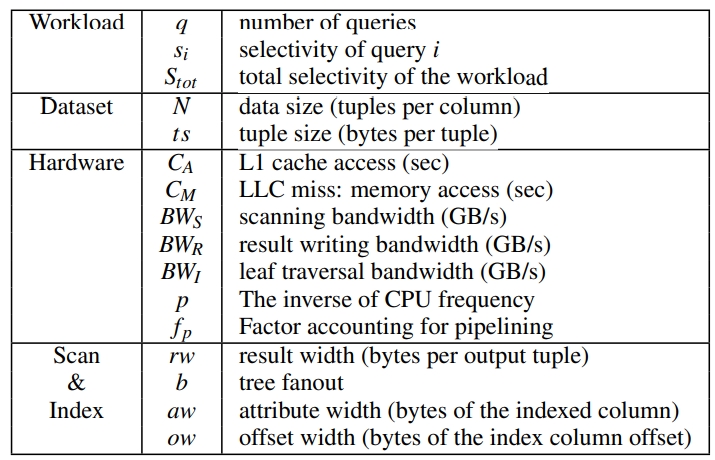 Workload q number of queries
s_i selectivity of query i
S_tot total selectivity of the workload
Dataset N data size (tuples per column)
ts tuple size (bytes per tuple)
Hardware C_A L1 cache access (sec)
C_M LLC miss: memory access (sec)
BW_S scanning bandwidth (GB/s)
BW_R result writing bandwidth (GB/s)
BW_I leaf traversal bandwidth (GB/s)
p The inverse of CPU frequency
f_p Factor accounting for pipelining
Scan rw result width (bytes per output tuple)
& b tree fanout
Index aw attribute width (bytes of the indexed column)
ow offset width (bytes of the index column offset)